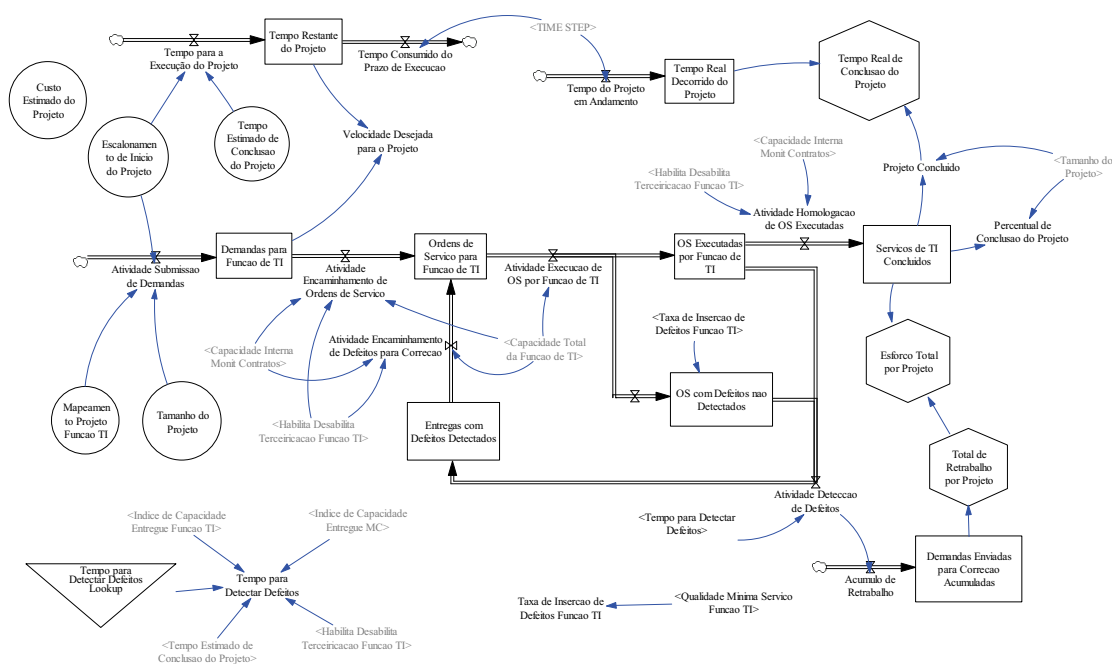 Tempo Restante
do Projeto
<TIME STEP>
Tempo para a
Execução do Projeto
Tempo Consumido do
Prazo de Execucao
Tempo Real
Decorrido do
Projeto
Tempo do Projeto
em Andamento
Tempo Real de
Conclusao do
Projeto
Custo
Estimado do
Projeto
Escalonamen
to de Inicio
do Projeto
Tempo
Estimado de
Conclusao
do Projeto
Velocidade Desejada
para o Projeto
<Capacidade Interna
Monit Contratos>
<Habilita Desabilita
Terceiricacao Funcao TI>
Projeto Concluido
<Tamanho do
Projeto>
Atividade Homologacao
de OS Executadas
Percentual de
Conclusao do Projeto
Demandas para
Funcao de TI
Ordens de
Servico para
Funcao de TI
OS Executadas
por Funcao de
TI
Servicos de TI
Concluidos
Atividade Submissao
de Demandas
Atividade
Encaminhamento de
Ordens de Servico
Atividade Execucao de
OS por Funcao de TI
<Taxa de Insercao de
Defeitos Funcao TI>
<Capacidade Interna
Monit Contratos>
Atividade Encaminhamento
de Defeitos para Correcao
<Capacidade Total
da Funcao de TI>
Esforco Total
por Projeto
Mapeamen
to Projeto
Funcao TI
Tamanho do
Projeto
<Habilita Desabilita
Terceiricacao Funcao TI>
Entregas com
Defeitos Detectados
OS com Defeitos nao
Detectados
Total de
Retrabalho
por Projeto
Atividade Deteccao
de Defeitos
<Indice de Capacidade
Entregue Funcao TI>
<Indice de Capacidade
Entregue MC>
<Tempo para Detectar
Defeitos>
Tempo para
Detectar Defeitos
Lookup
Tempo para
Detectar Defeitos
Demandas Enviadas
para Correcao
Acumuladas
Acumulo de
Retrabalho
Taxa de Insercao de
Defeitos Funcao TI
<Qualidade Minima Servico
Funcao TI>
<Tempo Estimado de
Conclusao do Projeto>
<Habilita Desabilita
Terceiricacao Funcao TI>